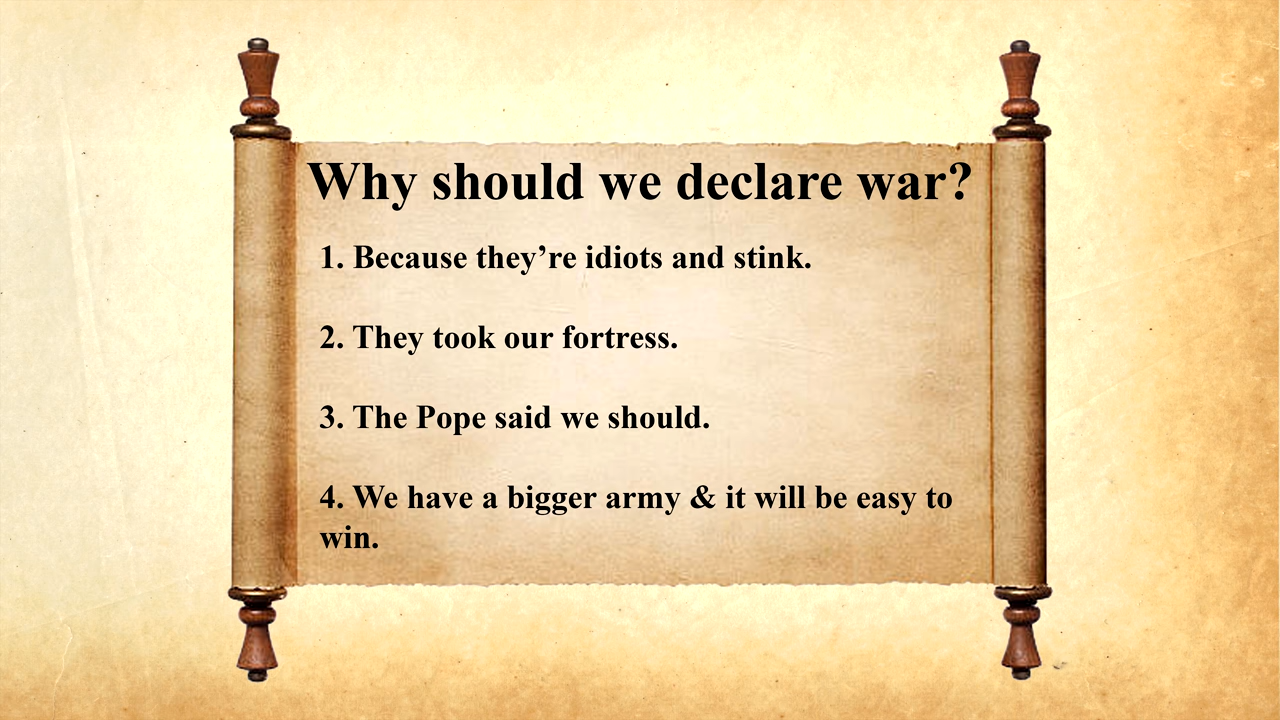 Why should we declare war?
1. Because they’re idiots and stink.
2. They took our fortress.
3. The Pope said we should.
4. We have a bigger army & it will be easy to
win.